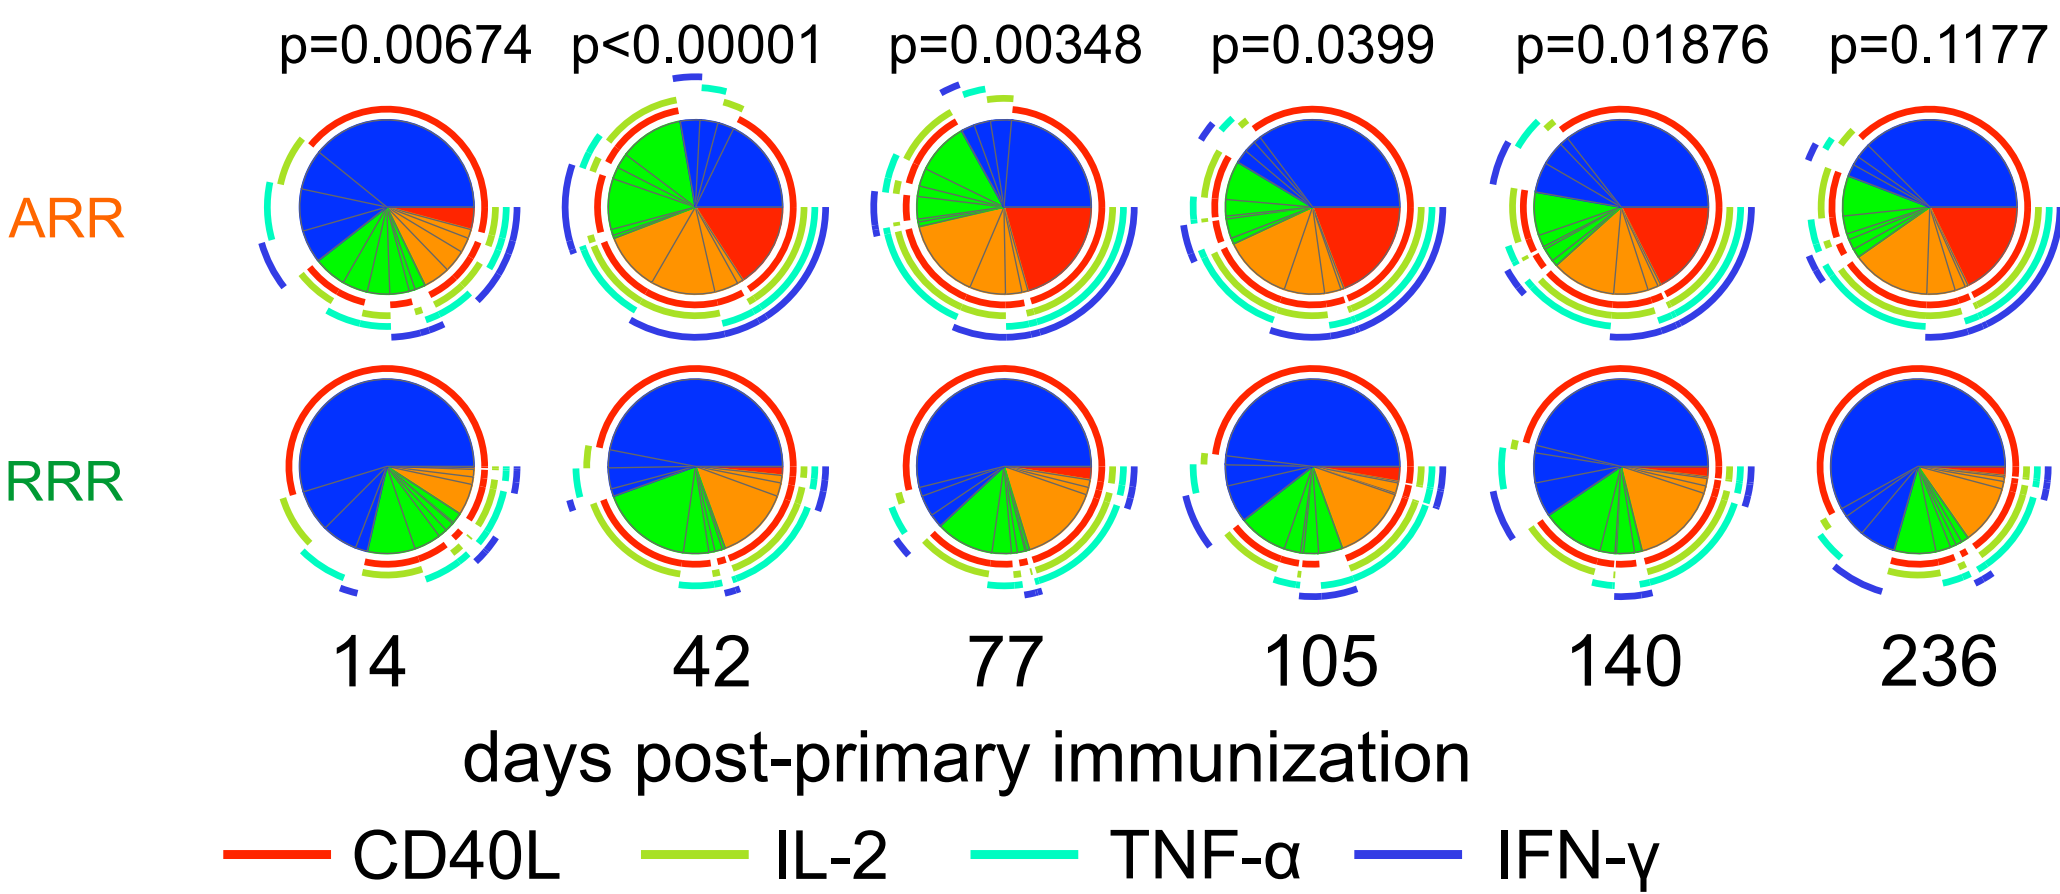 p=0.00674 p<0.00001 p=0.00348 p=0.0399 p=0.01876 p=0.1177
ARR
RRR
14 42 77 105 140 236
days post-primary immunization
CD40L IL-2 TNF-α IFN-γ